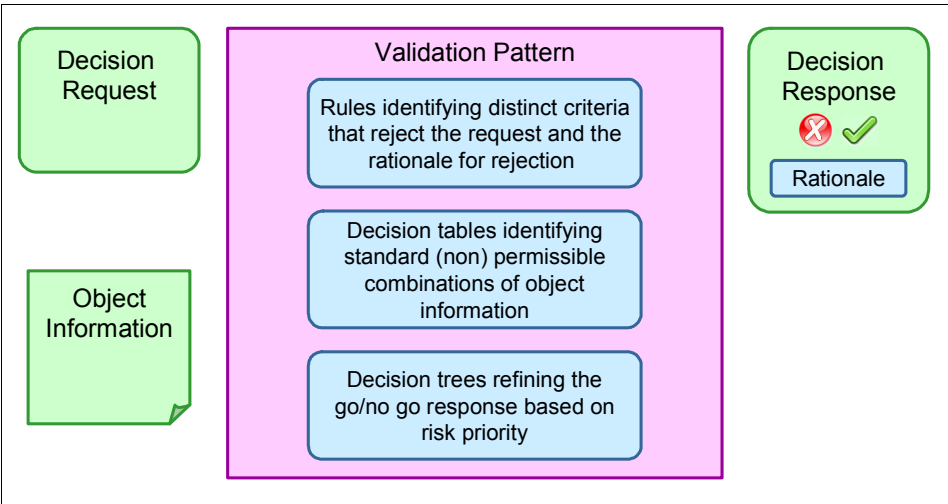 Decision
Request
Object
Information
Validation Pattern
Rules identifying distinct criteria
that reject the request and the
rationale for rejection
Decision tables identifying
standard (non) permissible
combinations of object
information
Decision trees refining the
go/no go response based on
risk priority
Decision
Response
Rationale